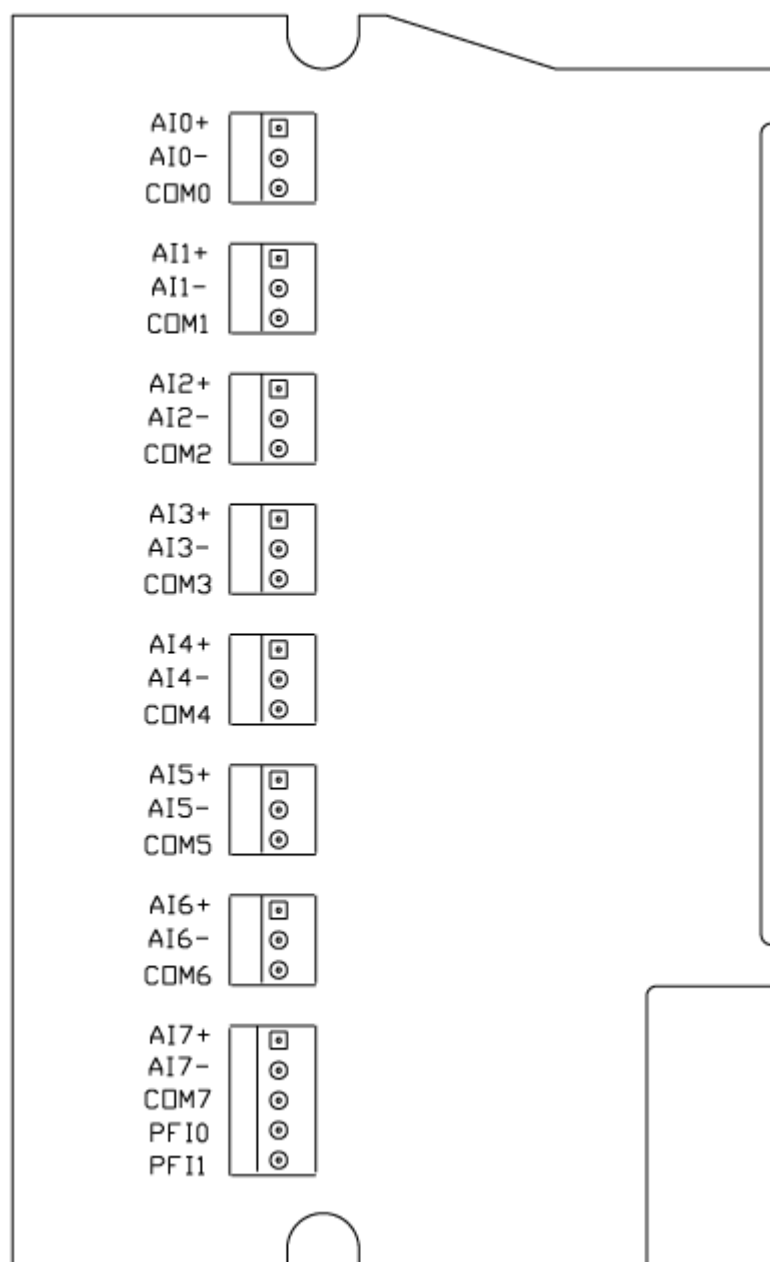 AI0+
AI0-
COM0
AI1+
AI1-
COM1
AI2+
AI2-
COM2
AI3+
AI3-
COM3
AI4+
AI4-
COM4
AI5+
AI5-
COM5
AI6+
AI6-
COM6
AI7+
AI7-
COM7
PFI0
PFI1